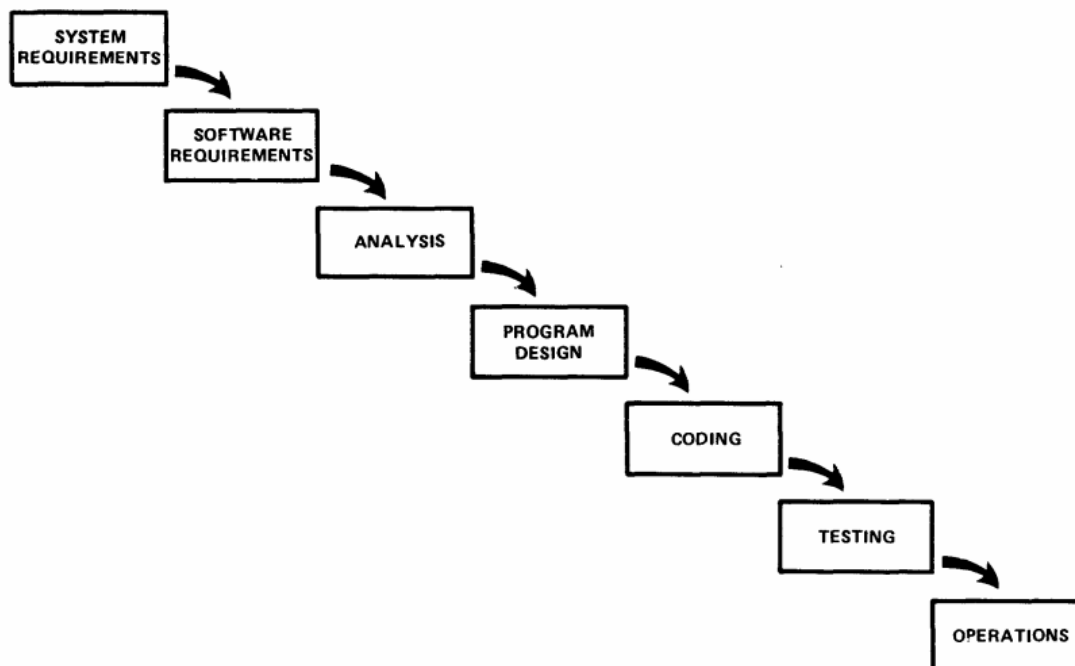 SYSTEM
REQUIREMENTS
SOFTWARE
REQUIREMENTS
ANALYSIS
PROGRAM
DESIGN
CODING
TESTING
OPERATIONS